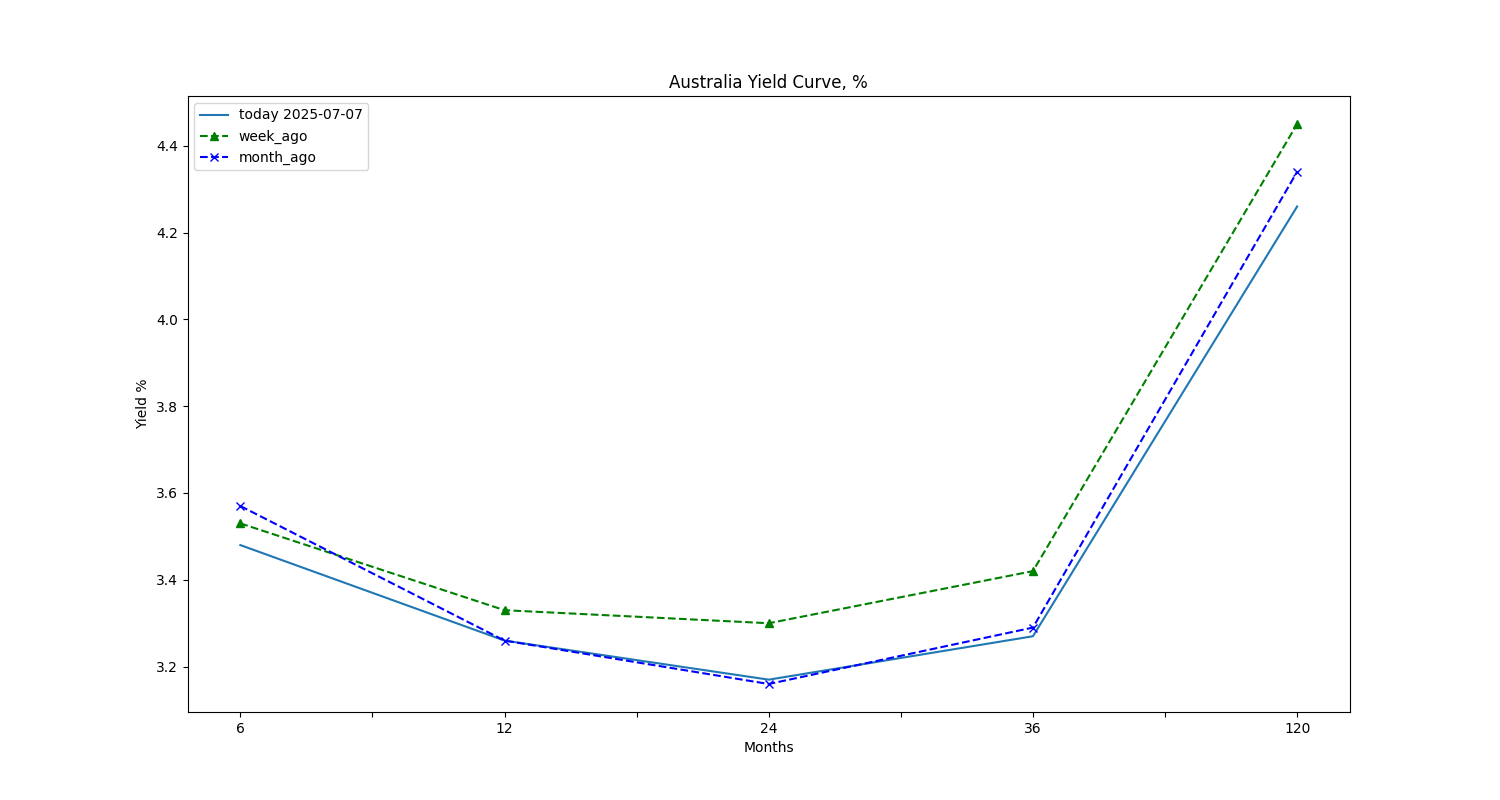 Australia Yield Curve, %
today 2025-07-07
week_ago
month_ago
4.4
4.2
4.0
3.8
3.6
3.4
3.2
Yield %
6 12 24 36 120
Months